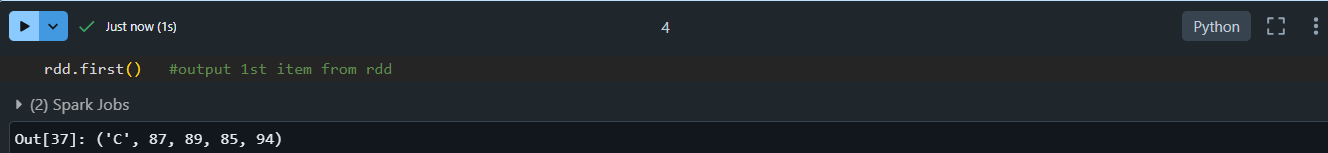 Just now (1s)
4
Python
rdd.first() #output 1st item from rdd
(2) Spark Jobs
Out[37]: ('C', 87, 89, 85, 94)